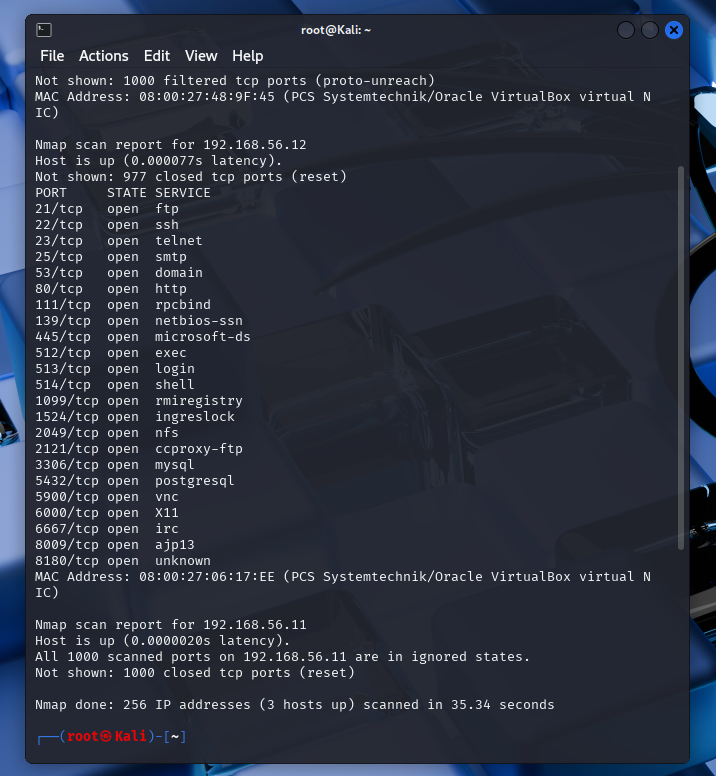 root@Kali: ~
File Actions Edit View Help
Not shown: 1000 filtered tcp ports (proto-unreach)
MAC Address: 08:00:27:48:9F:45 (PCS Systemtechnik/Oracle VirtualBox virtual N
IC)
Nmap scan report for 192.168.56.12
Host is up (0.000077s latency).
Not shown: 977 closed tcp ports (reset)
PORT     STATE SERVICE
21/tcp   open  ftp
22/tcp   open  ssh
23/tcp   open  telnet
25/tcp   open  smtp
53/tcp   open  domain
80/tcp   open  http
111/tcp  open  rpcbind
139/tcp  open  netbios-ssn
445/tcp  open  microsoft-ds
512/tcp  open  exec
513/tcp  open  login
514/tcp  open  shell
1099/tcp open  rmiregistry
1524/tcp open  ingreslock
2049/tcp open  nfs
2121/tcp open  ccproxy-ftp
3306/tcp open  mysql
5432/tcp open  postgresql
5900/tcp open  vnc
6000/tcp open  X11
6667/tcp open  irc
8009/tcp open  ajp13
8180/tcp open  unknown
MAC Address: 08:00:27:06:17:EE (PCS Systemtechnik/Oracle VirtualBox virtual N
IC)
Nmap scan report for 192.168.56.11
Host is up (0.0000020s latency).
All 1000 scanned ports on 192.168.56.11 are in ignored states.
Not shown: 1000 closed tcp ports (reset)
Nmap done: 256 IP addresses (3 hosts up) scanned in 35.34 seconds
┌──(root㉿Kali)-[~]